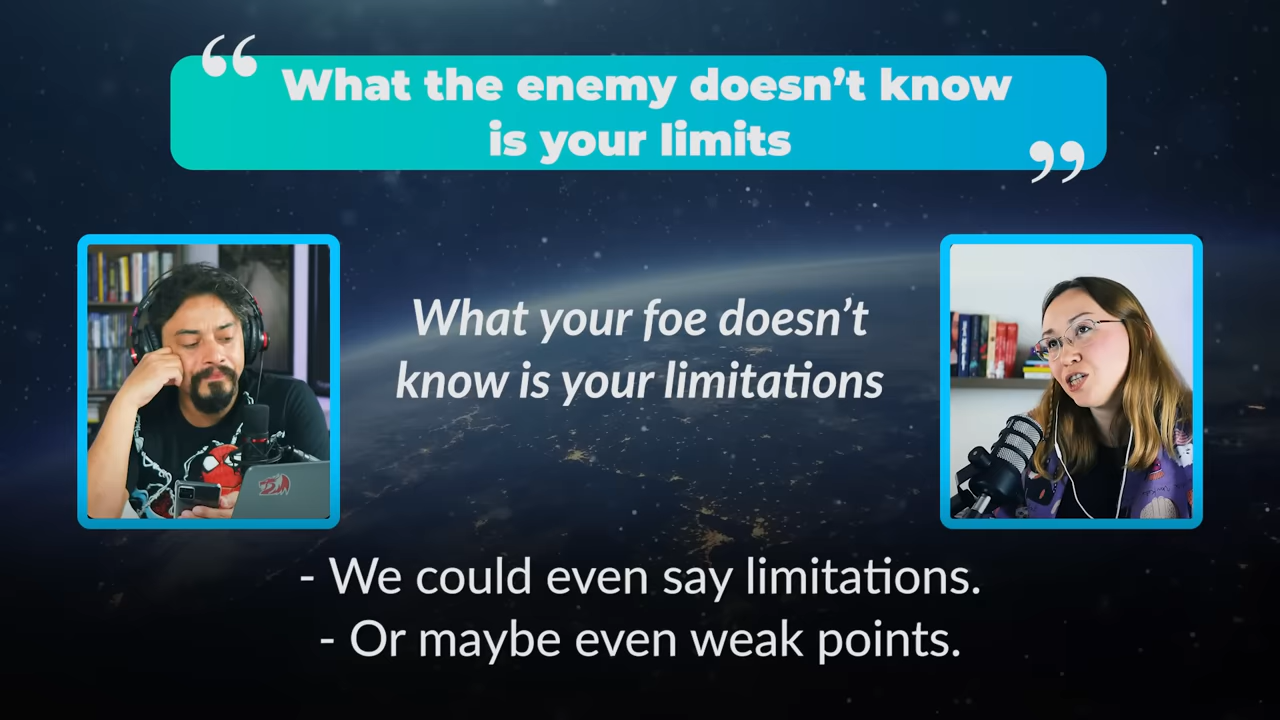 “What the enemy doesn’t know
is your limits”
What your foe doesn’t
know is your limitations
- We could even say limitations.
- Or maybe even weak points.